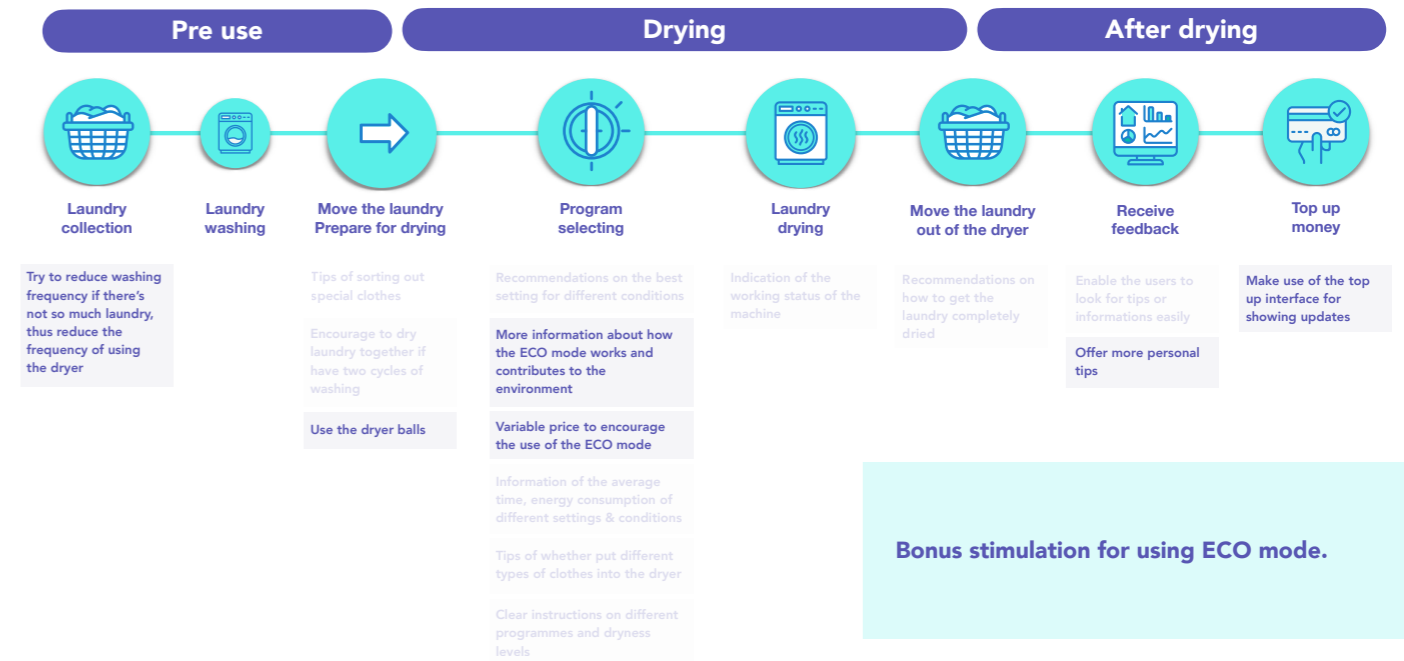 Pre use
Drying
After drying
Laundry
collection
Laundry
washing
Move the laundry
Prepare for drying
Program
selecting
Laundry
drying
Move the laundry
out of the dryer
Receive
feedback
Top up
money
Try to reduce washing
frequency if there's
not so much laundry,
thus reduce the
frequency of using
the dryer
Tips of sorting out
special clothes
Encourage to dry
laundry together if
have two cycles of
washing
Use the dryer balls
Recommendations on the best
setting for different conditions
More information about how
the ECO mode works and
contributes to the
environment
Variable price to encourage
the use of the ECO mode
Information of the average
time, energy consumption of
different settings & conditions
Tips of whether put different
types of clothes into the dryer
Clear instructions on different
programmes and dryness
levels
Indication of the
working status of the
machine
Recommendations on
how to get the
laundry completely
dried
Enable the users to
look for tips or
informations easily
Offer more personal
tips
Make use of the top
up interface for
showing updates
Bonus stimulation for using ECO mode.